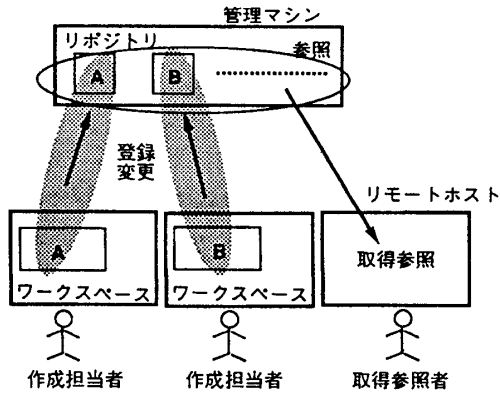 管理マシン
リポジトリ
参照
A
B
登録
変更
リモートホスト
A
B
取得参照
ワークスペース
ワークスペース
作成担当者
作成担当者
取得参照者